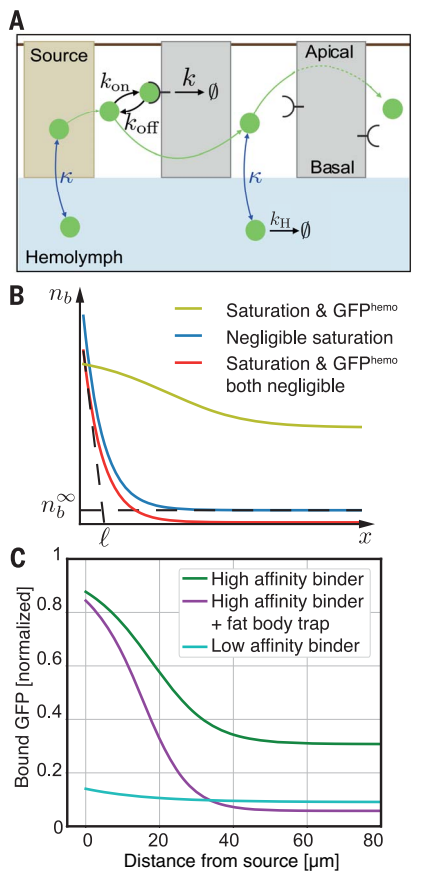 A
Source
Apical
k_on
k
∅
k_off
κ
κ
Basal
k_H
∅
Hemolymph
B
n_b
Saturation & GFP^hemo
Negligible saturation
Saturation & GFP^hemo
both negligible
n_b^∞
ℓ
x
C
1
High affinity binder
High affinity binder
+ fat body trap
Low affinity binder
0.8
0.6
0.4
0.2
0
Bound GFP [normalized]
0 20 40 60 80
Distance from source [μm]